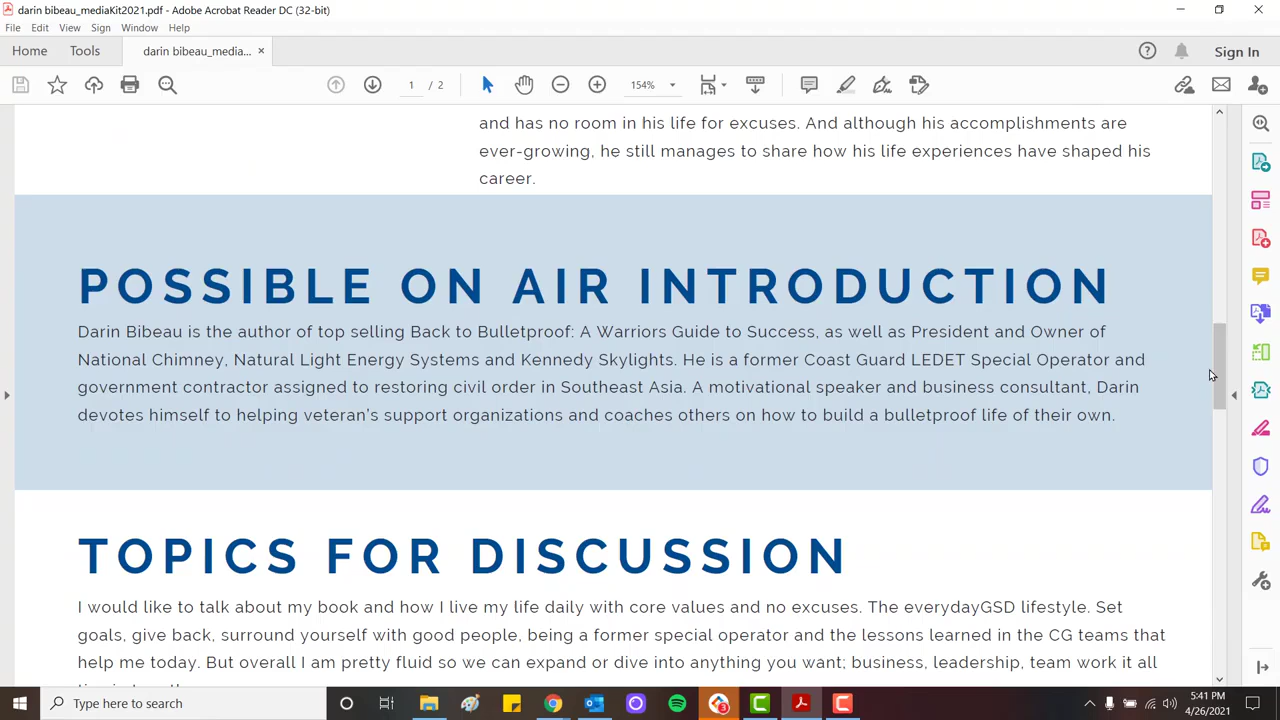 darin bibeau_mediaKit2021.pdf - Adobe Acrobat Reader DC (32-bit)
File Edit View Sign Window Help
Home Tools darin bibeau_media... × Sign In
1 / 2 154%
and has no room in his life for excuses. And although his accomplishments are
ever-growing, he still manages to share how his life experiences have shaped his
career.
POSSIBLE ON AIR INTRODUCTION
Darin Bibeau is the author of top selling Back to Bulletproof: A Warriors Guide to Success, as well as President and Owner of
National Chimney, Natural Light Energy Systems and Kennedy Skylights. He is a former Coast Guard LEDET Special Operator and
government contractor assigned to restoring civil order in Southeast Asia. A motivational speaker and business consultant, Darin
devotes himself to helping veteran's support organizations and coaches others on how to build a bulletproof life of their own.
TOPICS FOR DISCUSSION
I would like to talk about my book and how I live my life daily with core values and no excuses. The everydayGSD lifestyle. Set
goals, give back, surround yourself with good people, being a former special operator and the lessons learned in the CG teams that
help me today. But overall I am pretty fluid so we can expand or dive into anything you want; business, leadership, team work it all
Type here to search
3
5:41 PM
4/26/2021